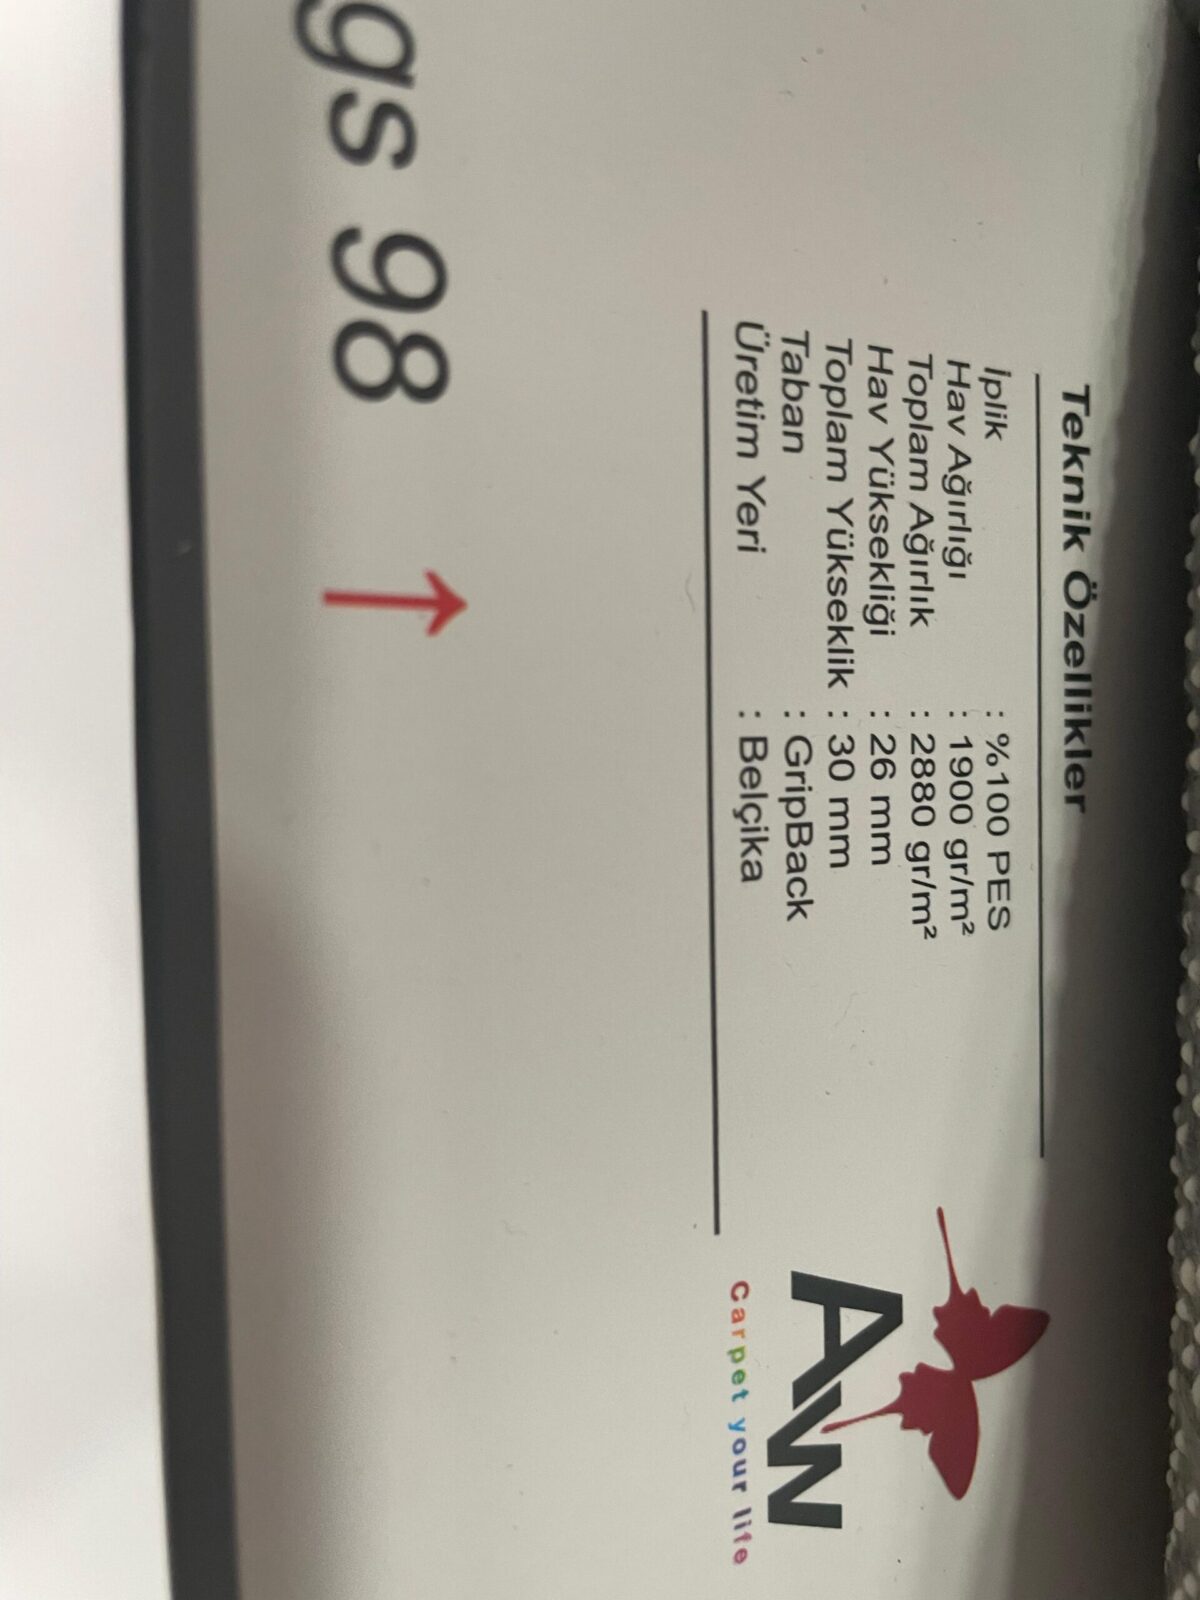 Teknik Özellikler
İplik : %100 PES
Hav Ağırlığı : 1900 gr/m²
Toplam Ağırlık : 2880 gr/m²
Hav Yüksekliği : 26 mm
Toplam Yükseklik : 30 mm
Taban : GripBack
Üretim Yeri : Belçika
AW
Carpet your life
gs 98 ↑